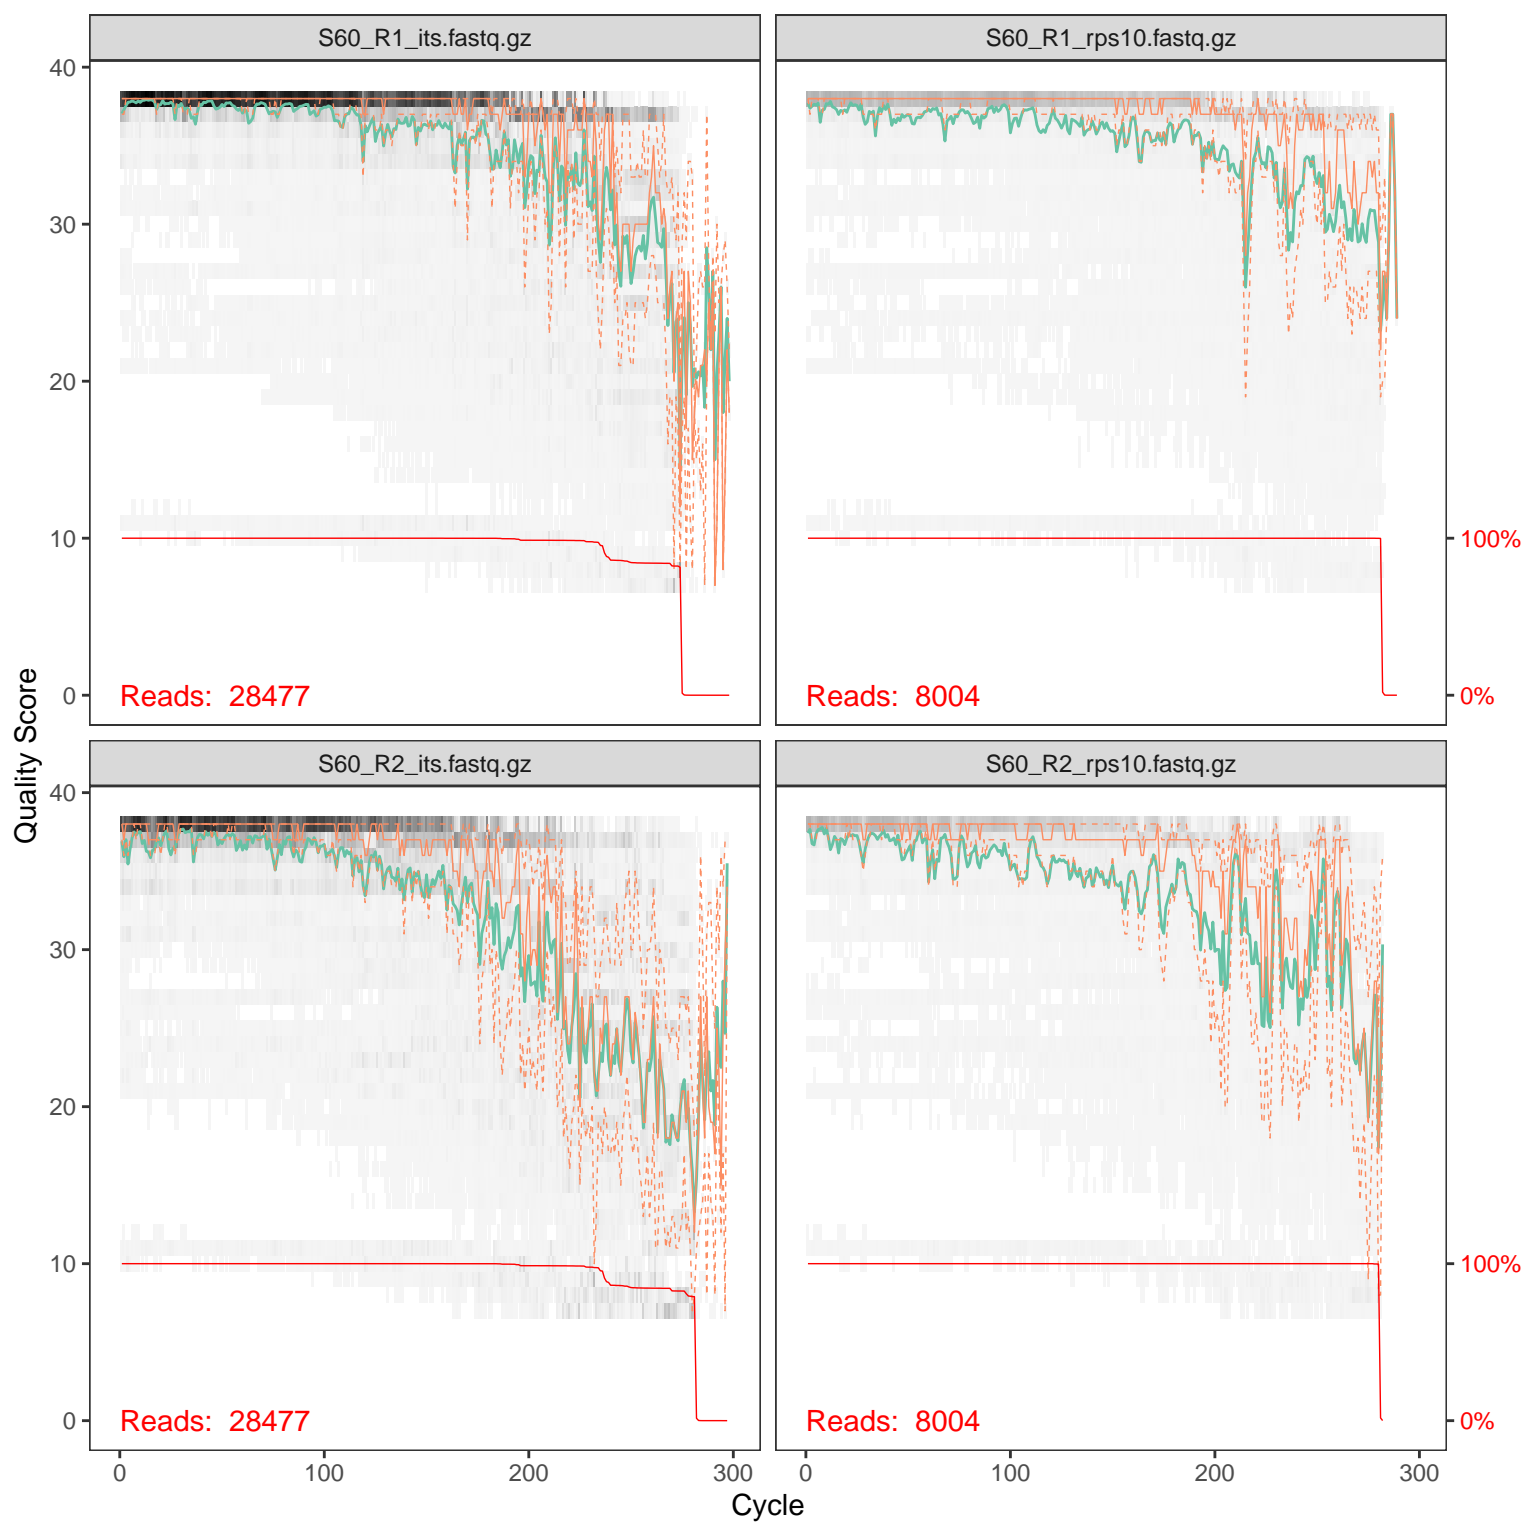 S60_R1_its.fastq.gz
S60_R1_rps10.fastq.gz
40
30
20
10
0
Reads: 28477
Reads: 8004
100%
0%
Quality Score
S60_R2_its.fastq.gz
S60_R2_rps10.fastq.gz
40
30
20
10
0
Reads: 28477
Reads: 8004
100%
0%
0 100 200 300
0 100 200 300
Cycle